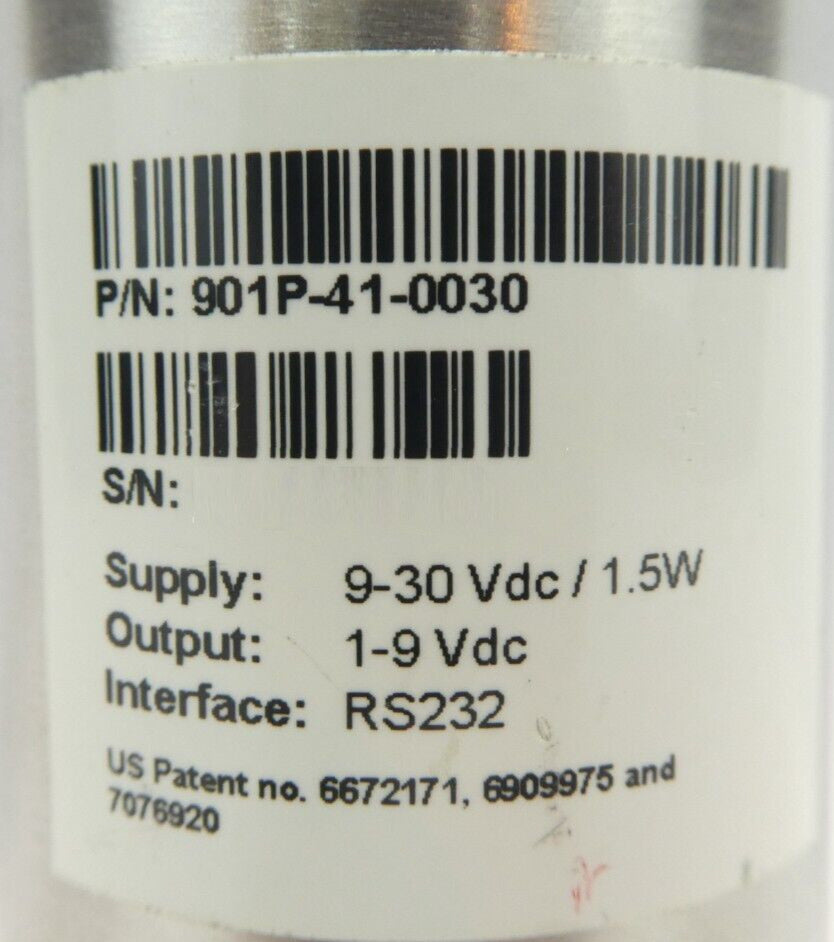 P/N: 901P-41-0030
S/N:
Supply: 9-30 Vdc / 1.5W
Output: 1-9 Vdc
Interface: RS232
US Patent no. 6672171, 6909975 and
7076920